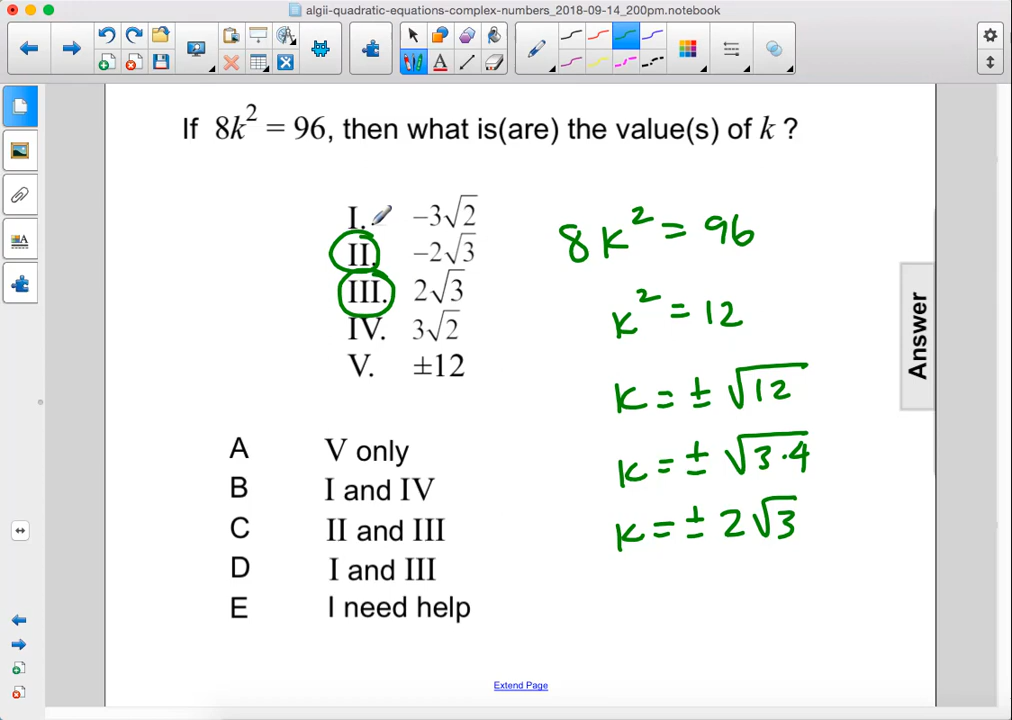 algii-quadratic-equations-complex-numbers_2018-09-14_200pm.notebook
If 8k² = 96, then what is(are) the value(s) of k ?
I. −3√2
II. −2√3
III. 2√3
IV. 3√2
V. ±12
8k² = 96
k² = 12
k = ± √12
k = ± √3·4
k = ± 2√3
Answer
A V only
B I and IV
C II and III
D I and III
E I need help
Extend Page